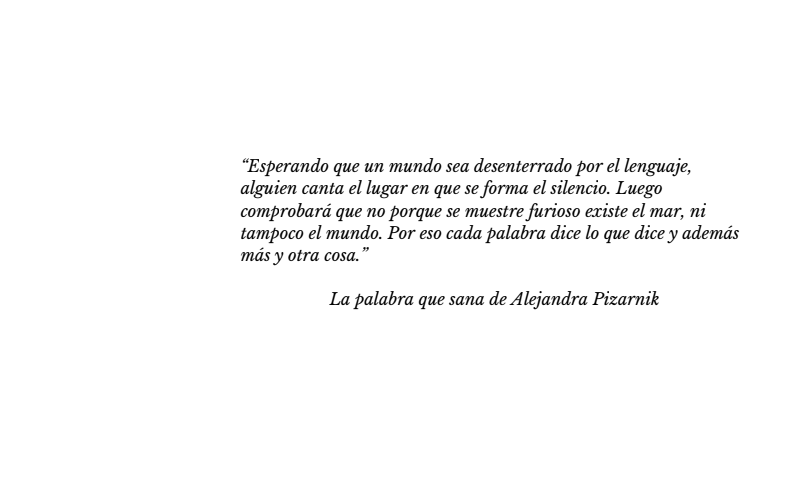 “Esperando que un mundo sea desenterrado por el lenguaje,
alguien canta el lugar en que se forma el silencio. Luego
comprobará que no porque se muestre furioso existe el mar, ni
tampoco el mundo. Por eso cada palabra dice lo que dice y además
más y otra cosa.”
La palabra que sana de Alejandra Pizarnik